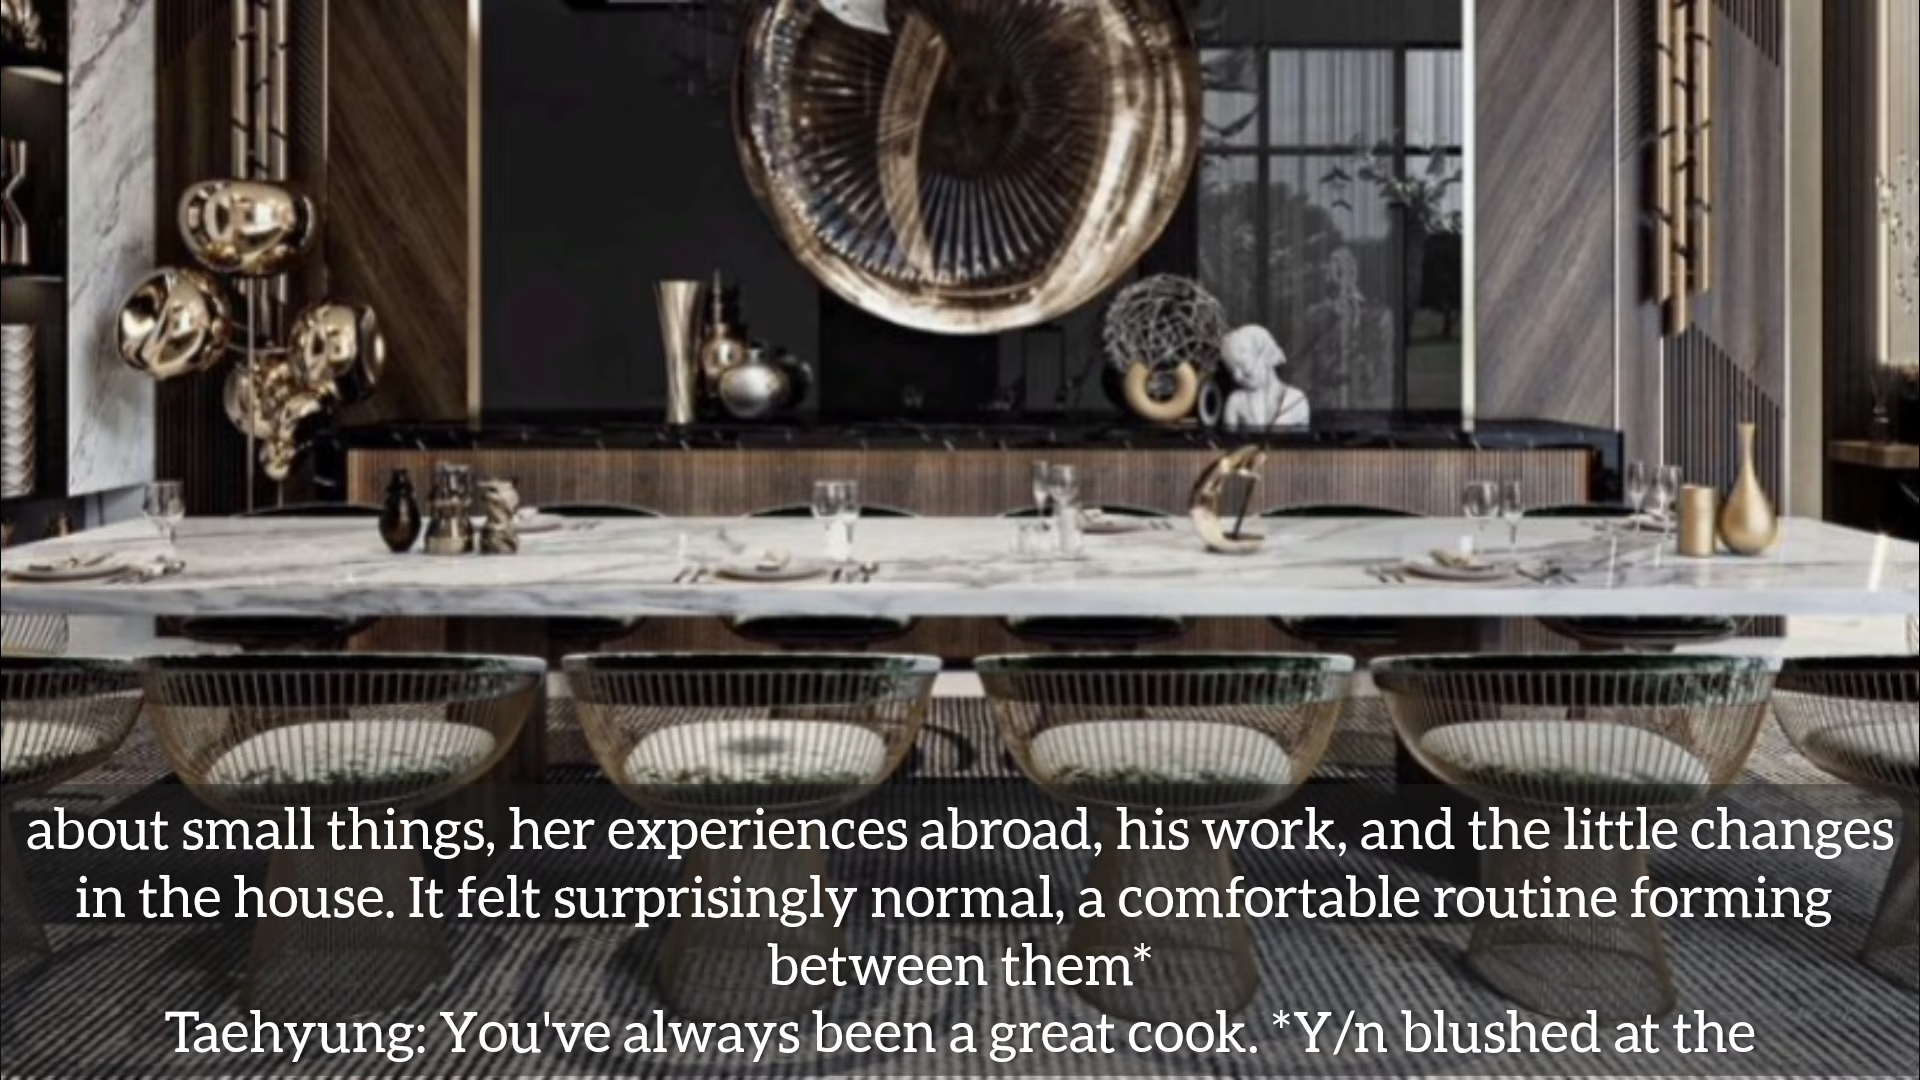 about small things, her experiences abroad, his work, and the little changes
in the house. It felt surprisingly normal, a comfortable routine forming
between them*
Taehyung: You've always been a great cook. *Y/n blushed at the